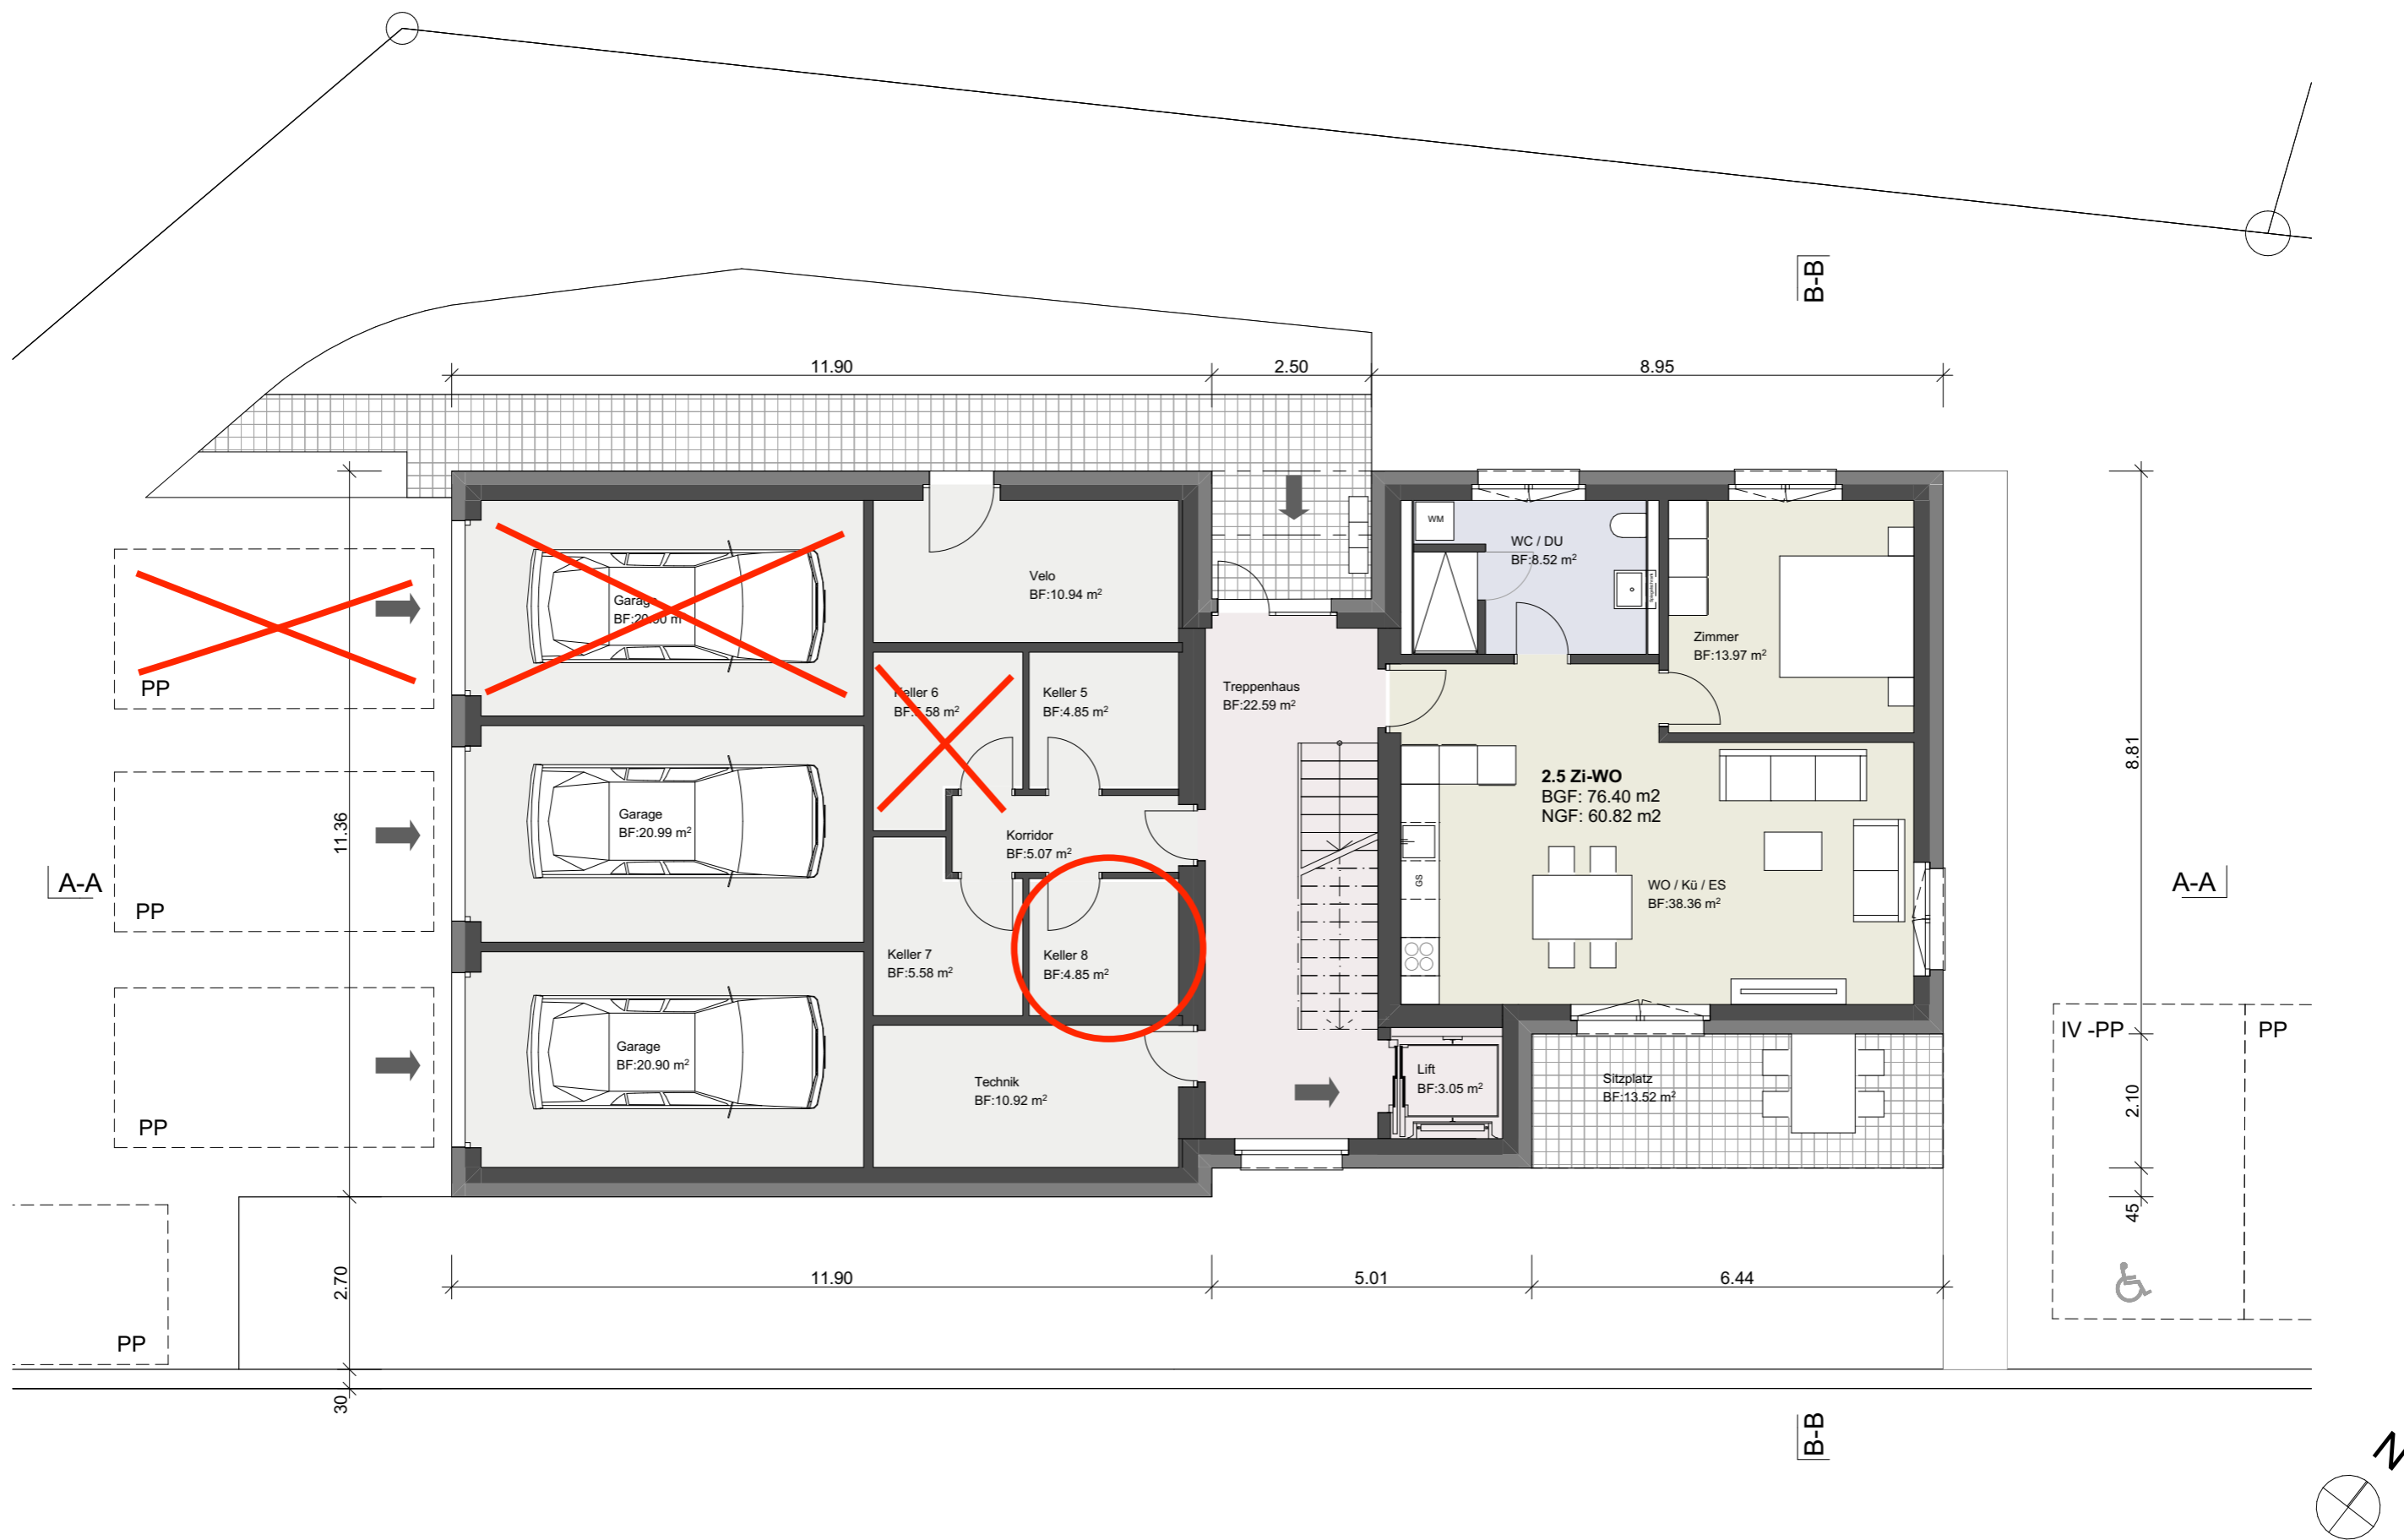 B-B
11.90
2.50
8.95
WM
WC / DU
BF:8.52 m²
Velo
BF:10.94 m²
Garage
PP
Zimmer
BF:13.97 m²
Keller 6
Keller 5
BF:4.85 m²
Treppenhaus
BF:22.59 m²
8.81
2.5 Zi-WO
BGF: 76.40 m2
NGF: 60.82 m2
Garage
BF:20.99 m²
11.36
Korridor
BF:5.07 m²
A-A
PP
GS
WO / Kü / ES
BF:38.36 m²
A-A
Keller 7
BF:5.58 m²
Keller 8
BF:4.85 m²
IV -PP
PP
Garage
BF:20.90 m²
Technik
BF:10.92 m²
Lift
BF:3.05 m²
Sitzplatz
BF:13.52 m²
2.10
PP
45
2.70
11.90
5.01
6.44
PP
30
B-B
N